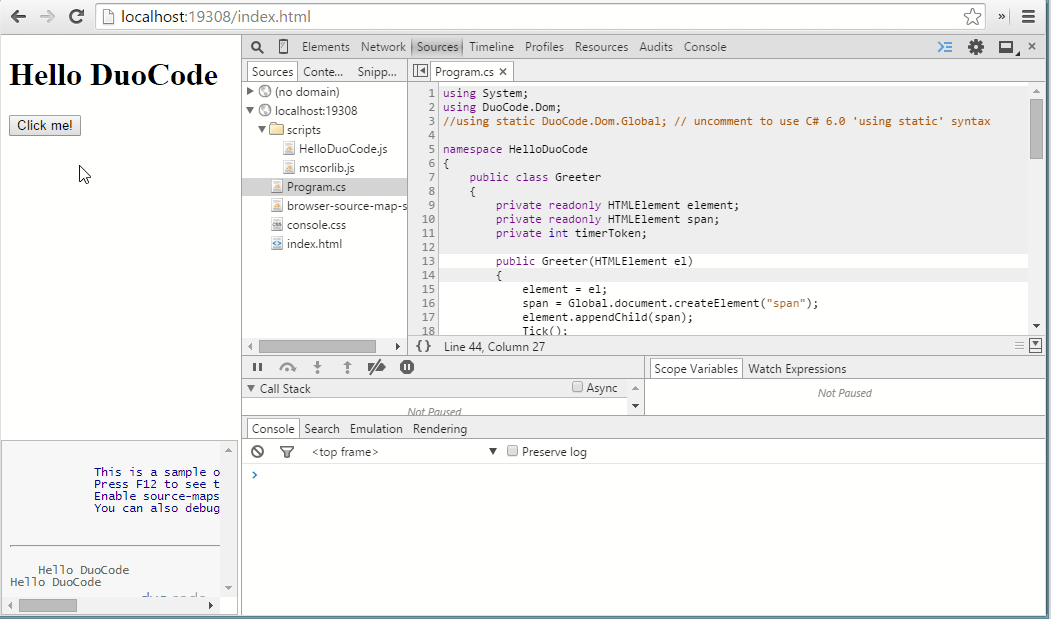 localhost:19308/index.html
»
Hello DuoCode
Click me!
This is a sample o
Press F12 to see t
Enable source-maps
You can also debug
Hello DuoCode
Hello DuoCode
Elements Network Sources Timeline Profiles Resources Audits Console
Sources Conte... Snipp...
(no domain)
localhost:19308
scripts
HelloDuoCode.js
mscorlib.js
Program.cs
browser-source-map-s
console.css
index.html
Program.cs ×
1 using System;
2 using DuoCode.Dom;
3 //using static DuoCode.Dom.Global; // uncomment to use C# 6.0 'using static' syntax
4
5 namespace HelloDuoCode
6 {
7 public class Greeter
8 {
9 private readonly HTMLElement element;
10 private readonly HTMLElement span;
11 private int timerToken;
12
13 public Greeter(HTMLElement el)
14 {
15 element = el;
16 span = Global.document.createElement("span");
17 element.appendChild(span);
18 Tick();
{} Line 44, Column 27
Call Stack Async
Not Paused
Scope Variables Watch Expressions
Not Paused
Console Search Emulation Rendering
<top frame> Preserve log